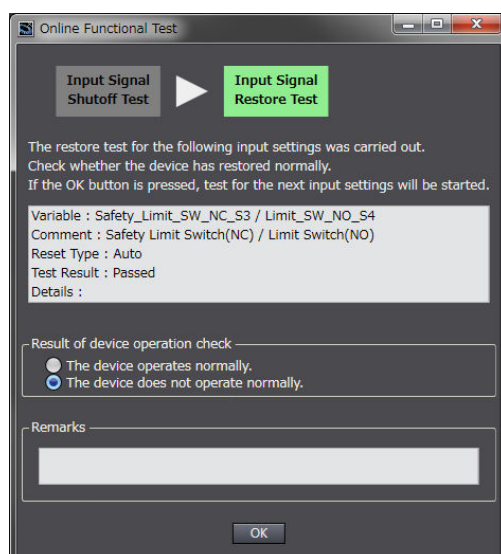 Online Functional Test
Input Signal
Shutoff Test
Input Signal
Restore Test
The restore test for the following input settings was carried out.
Check whether the device has restored normally.
If the OK button is pressed, test for the next input settings will be started.
Variable : Safety_Limit_SW_NC_S3 / Limit_SW_NO_S4
Comment : Safety Limit Switch(NC) / Limit Switch(NO)
Reset Type : Auto
Test Result : Passed
Details :
Result of device operation check
The device operates normally.
The device does not operate normally.
Remarks
OK